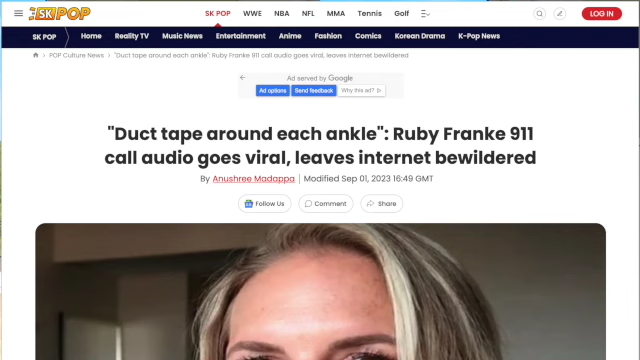 SK POP
SK POP WWE NBA NFL MMA Tennis Golf
LOG IN
SK POP Home Reality TV Music News Entertainment Anime Fashion Comics Korean Drama K-Pop News
> POP Culture News > "Duct tape around each ankle": Ruby Franke 911 call audio goes viral, leaves internet bewildered
Ad served by Google
Ad options Send feedback Why this ad?
"Duct tape around each ankle": Ruby Franke 911
call audio goes viral, leaves internet bewildered
By Anushree Madappa | Modified Sep 01, 2023 16:49 GMT
Follow Us Comment Share